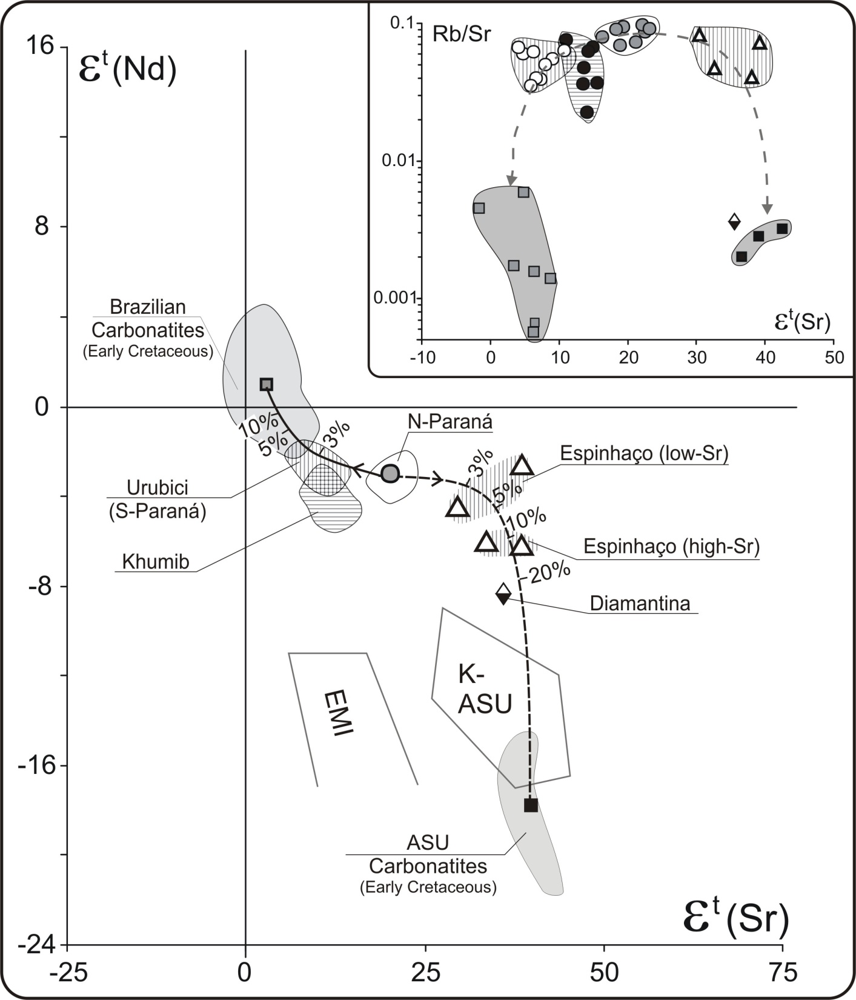 0.1
Rb/Sr
16
εᵗ(Nd)
0.01
8
0.001
εᵗ(Sr)
-10 0 10 20 30 40 50
Brazilian
Carbonatites
(Early Cretaceous)
0
10%
5%
3%
N-Paraná
3%
5%
10%
20%
Espinhaço (low-Sr)
Urubici
(S-Paraná)
Khumib
Espinhaço (high-Sr)
-8
Diamantina
K-
ASU
EMI
-16
ASU
Carbonatites
(Early Cretaceous)
εᵗ(Sr)
-24
-25 0 25 50 75